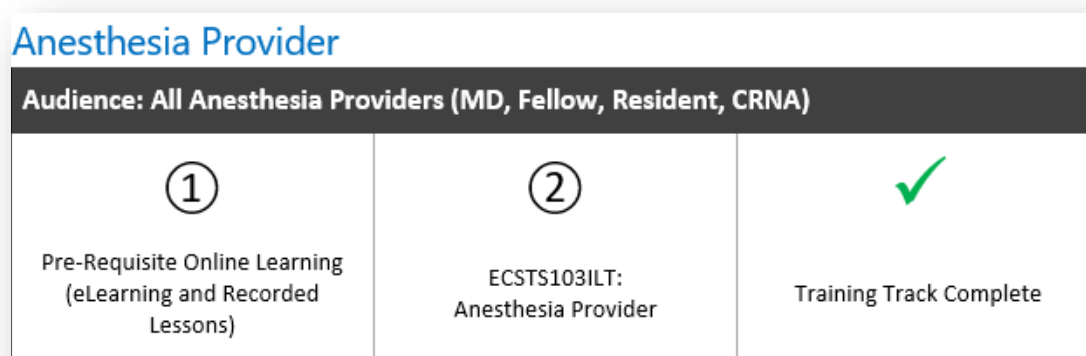 Anesthesia Provider
Audience: All Anesthesia Providers (MD, Fellow, Resident, CRNA)
1
Pre-Requisite Online Learning
(eLearning and Recorded
Lessons)
2
ECSTS103ILT:
Anesthesia Provider
Training Track Complete